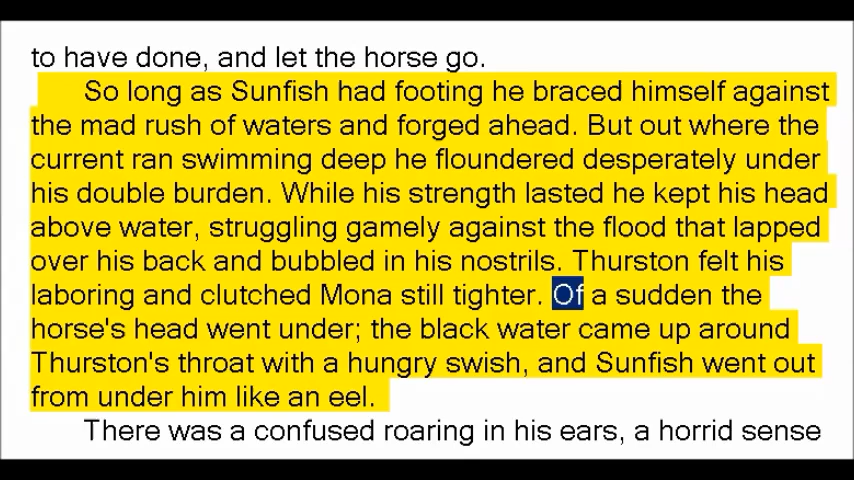 to have done, and let the horse go.
So long as Sunfish had footing he braced himself against
the mad rush of waters and forged ahead. But out where the
current ran swimming deep he floundered desperately under
his double burden. While his strength lasted he kept his head
above water, struggling gamely against the flood that lapped
over his back and bubbled in his nostrils. Thurston felt his
laboring and clutched Mona still tighter. Of a sudden the
horse's head went under; the black water came up around
Thurston's throat with a hungry swish, and Sunfish went out
from under him like an eel.
There was a confused roaring in his ears, a horrid sense